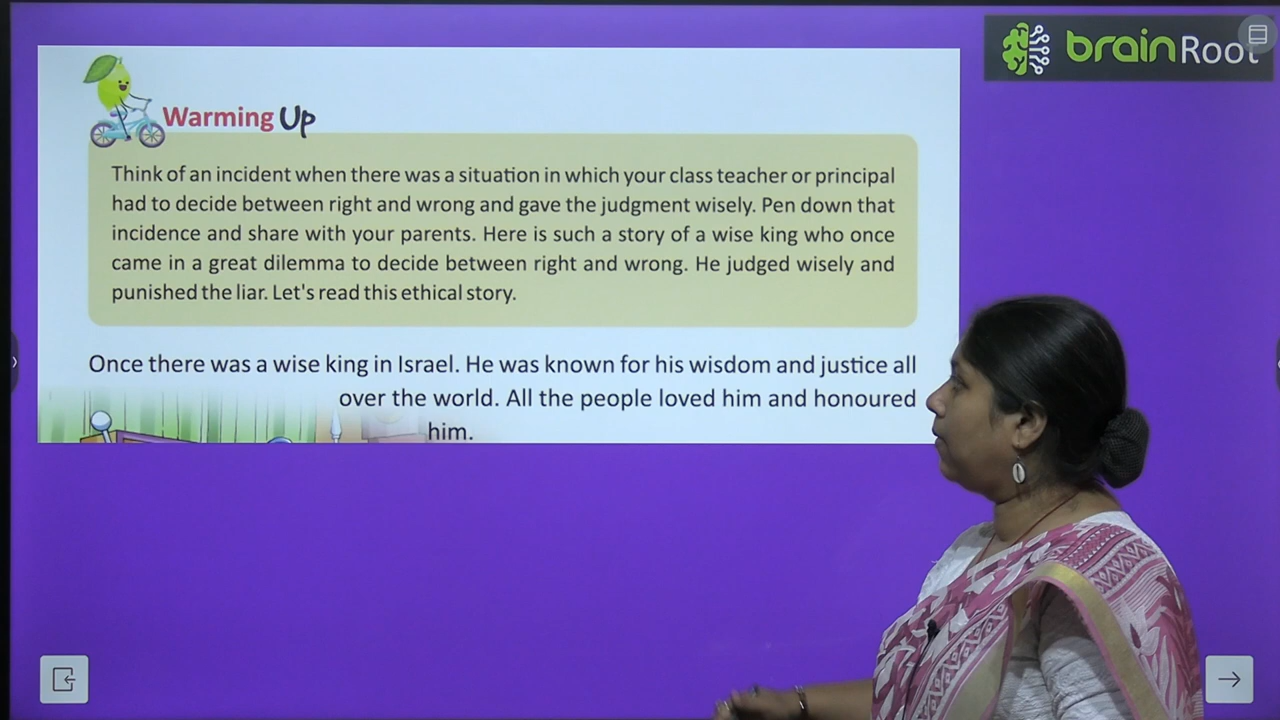 brainRoot
Warming Up
Think of an incident when there was a situation in which your class teacher or principal
had to decide between right and wrong and gave the judgment wisely. Pen down that
incidence and share with your parents. Here is such a story of a wise king who once
came in a great dilemma to decide between right and wrong. He judged wisely and
punished the liar. Let's read this ethical story.
Once there was a wise king in Israel. He was known for his wisdom and justice all
over the world. All the people loved him and honoured
him.